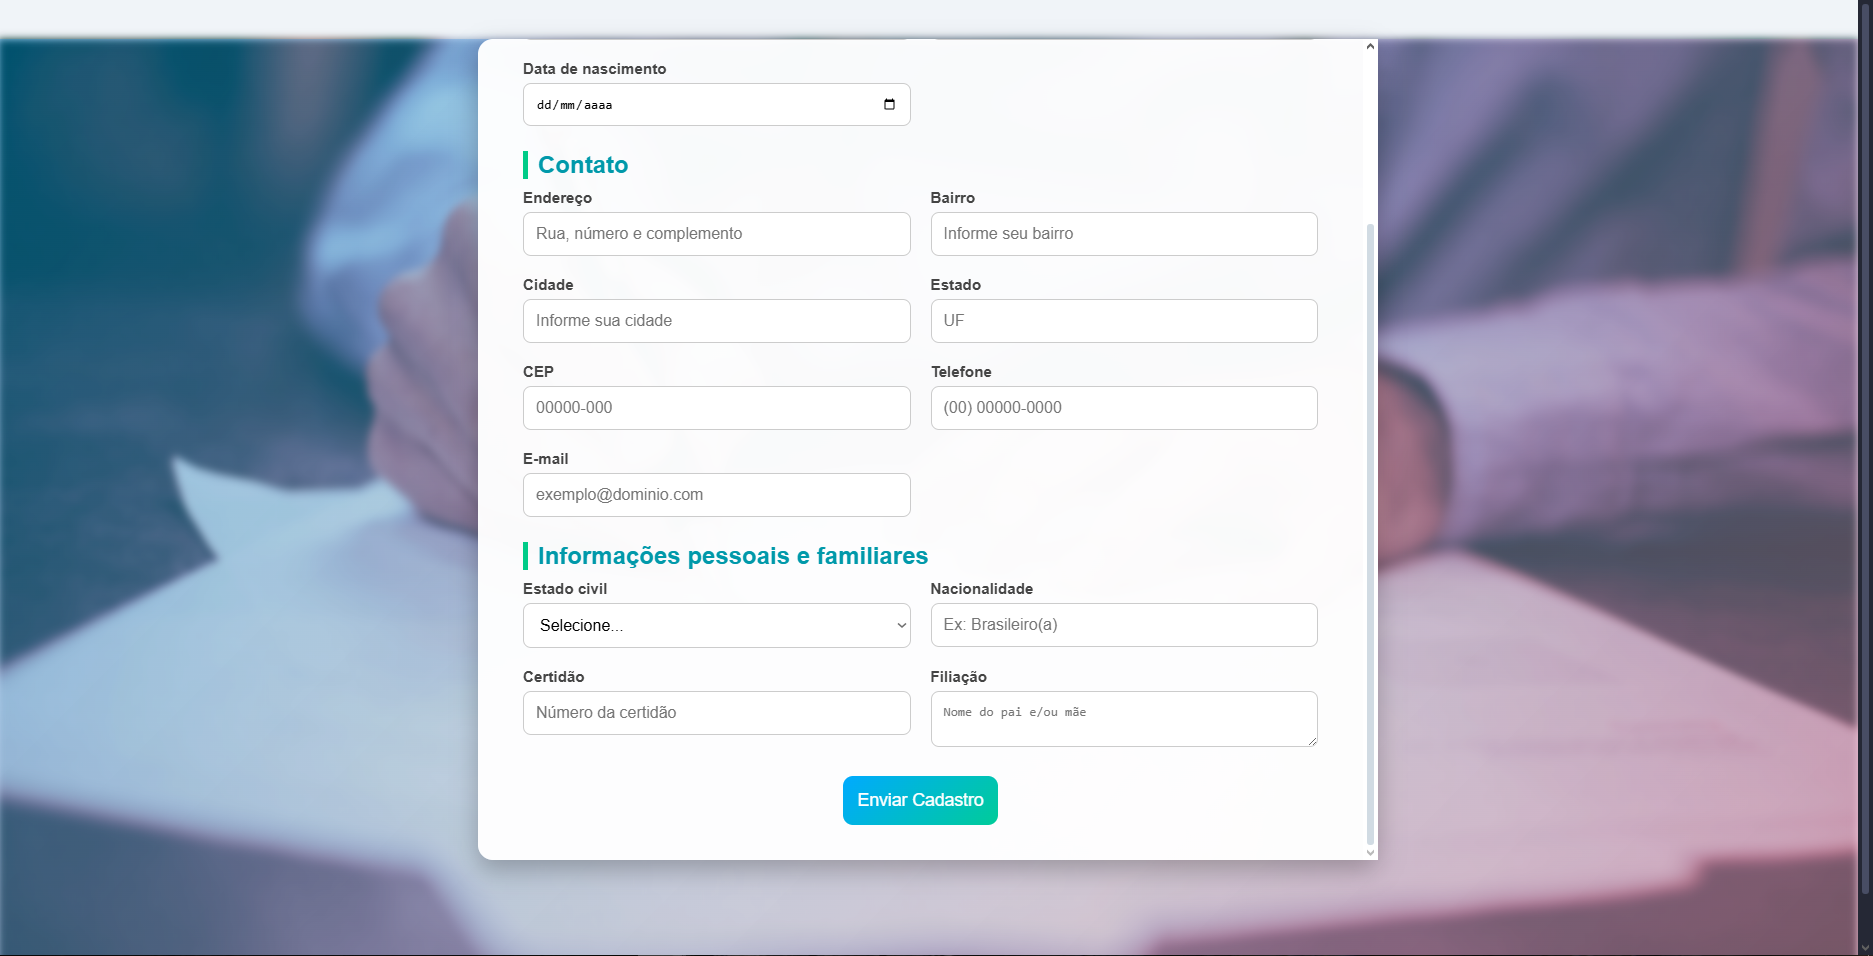 Data de nascimento
dd/mm/aaaa
Contato
Endereço
Bairro
Rua, número e complemento
Informe seu bairro
Cidade
Estado
Informe sua cidade
UF
CEP
Telefone
00000-000
(00) 00000-0000
E-mail
exemplo@dominio.com
Informações pessoais e familiares
Estado civil
Nacionalidade
Selecione...
Ex: Brasileiro(a)
Certidão
Filiação
Número da certidão
Nome do pai e/ou mãe
Enviar Cadastro